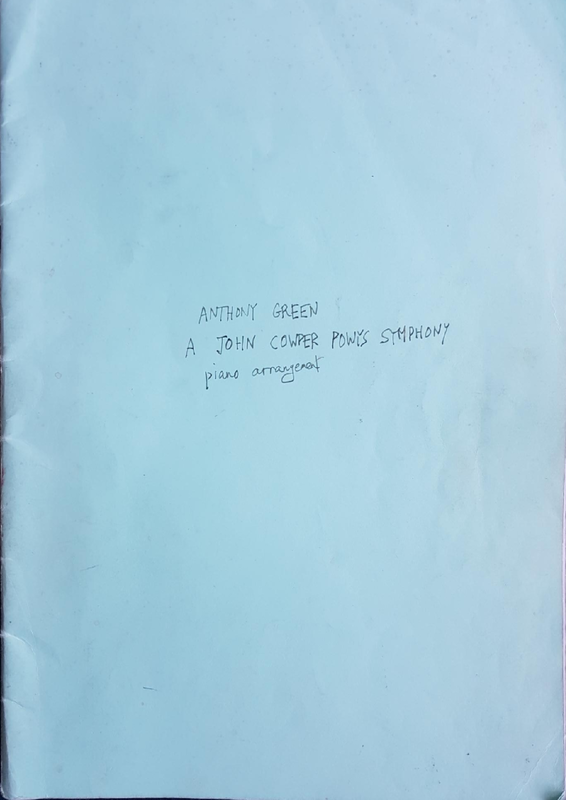 ANTHONY GREEN
A JOHN COWPER POWYS SYMPHONY
piano arrangement